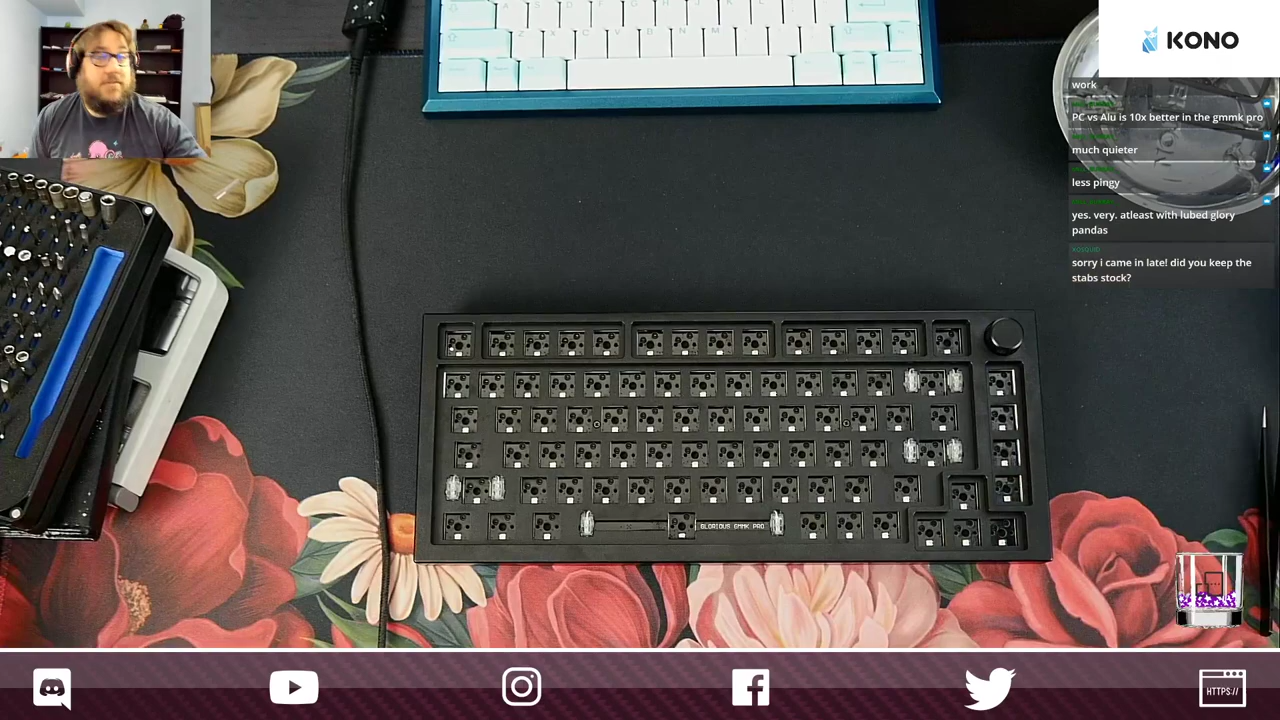 KONO
work
PC vs Alu is 10x better in the gmmk pro
much quieter
less pingy
yes. very. atleast with lubed glory
pandas
sorry i came in late! did you keep the
stabs stock?
GLORIOUS GMMK PRO
HTTPS://